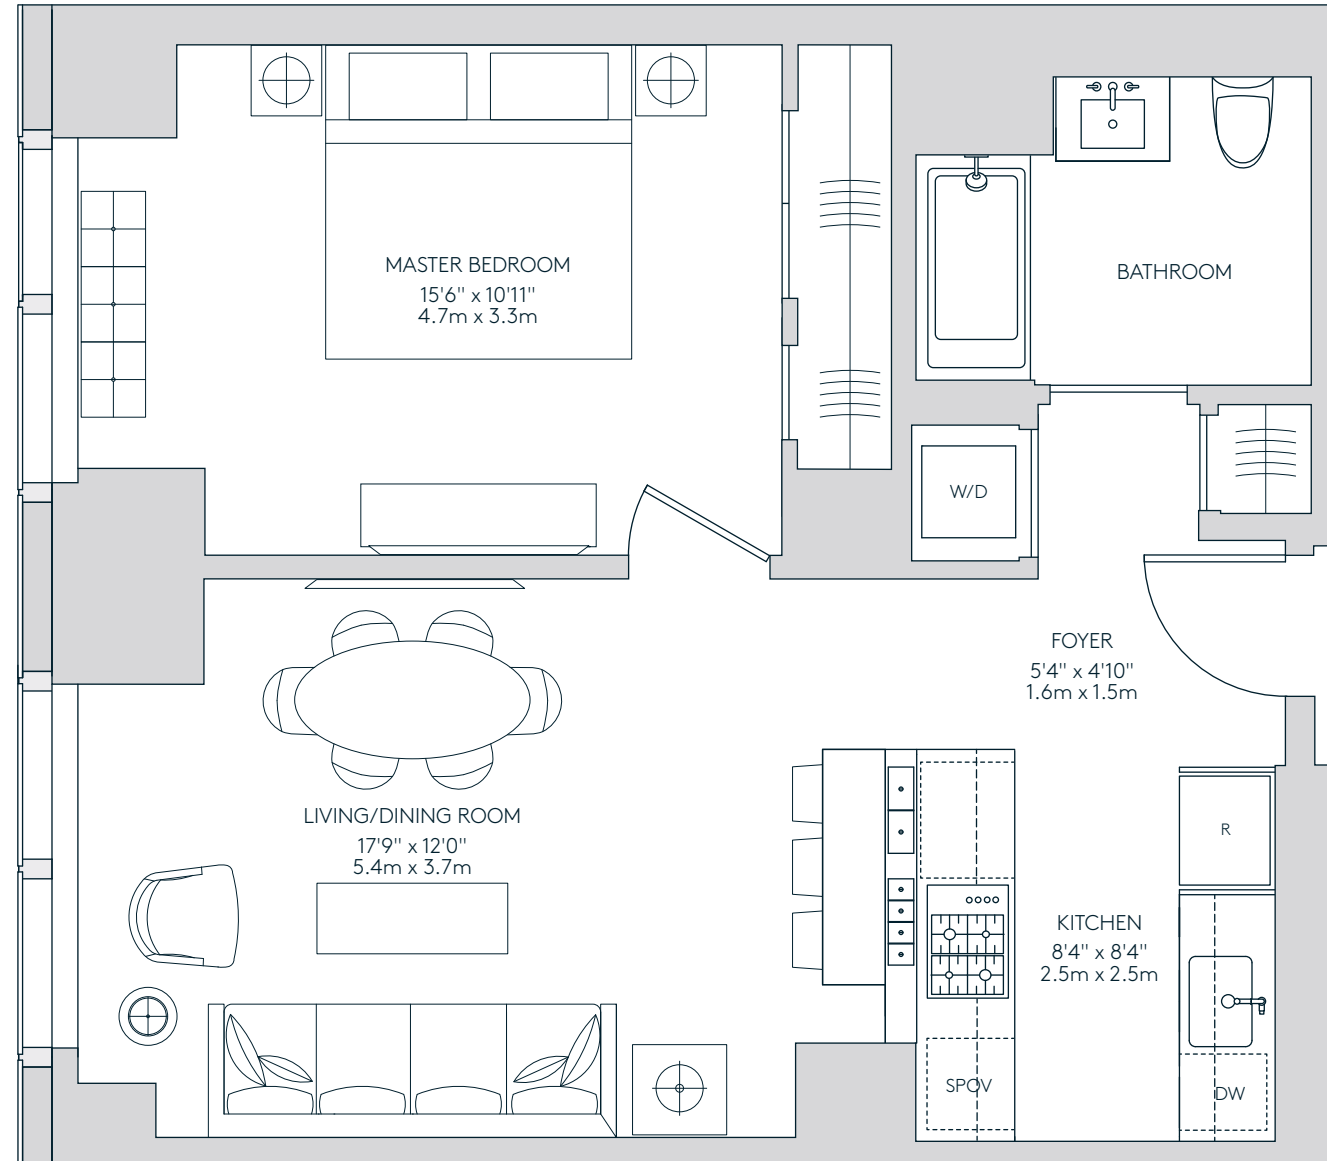 MASTER BEDROOM
15'6" x 10'11"
4.7m x 3.3m
BATHROOM
W/D
FOYER
5'4" x 4'10"
1.6m x 1.5m
LIVING/DINING ROOM
17'9" x 12'0"
5.4m x 3.7m
R
KITCHEN
8'4" x 8'4"
2.5m x 2.5m
SPOV
DW